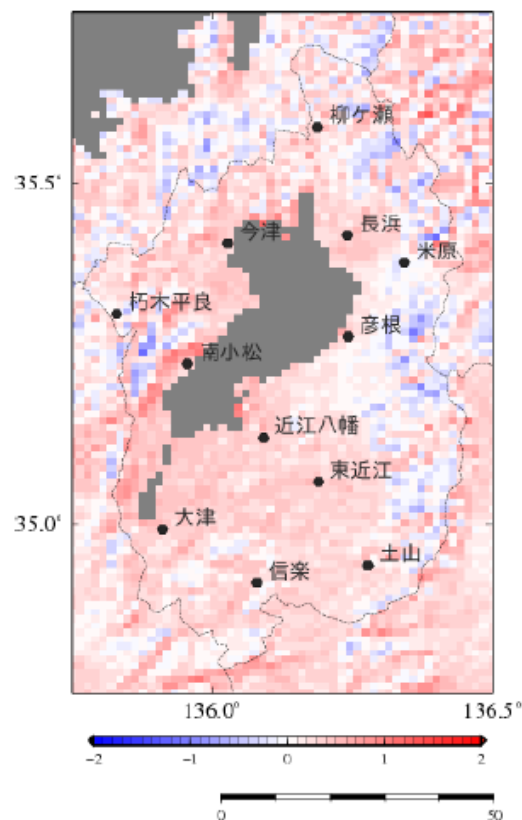 柳ケ瀬
35.5°
今津
長浜
米原
朽木平良
彦根
南小松
近江八幡
東近江
35.0°
大津
土山
信楽
136.0°
136.5°
−2 −1 0 1 2
0 50